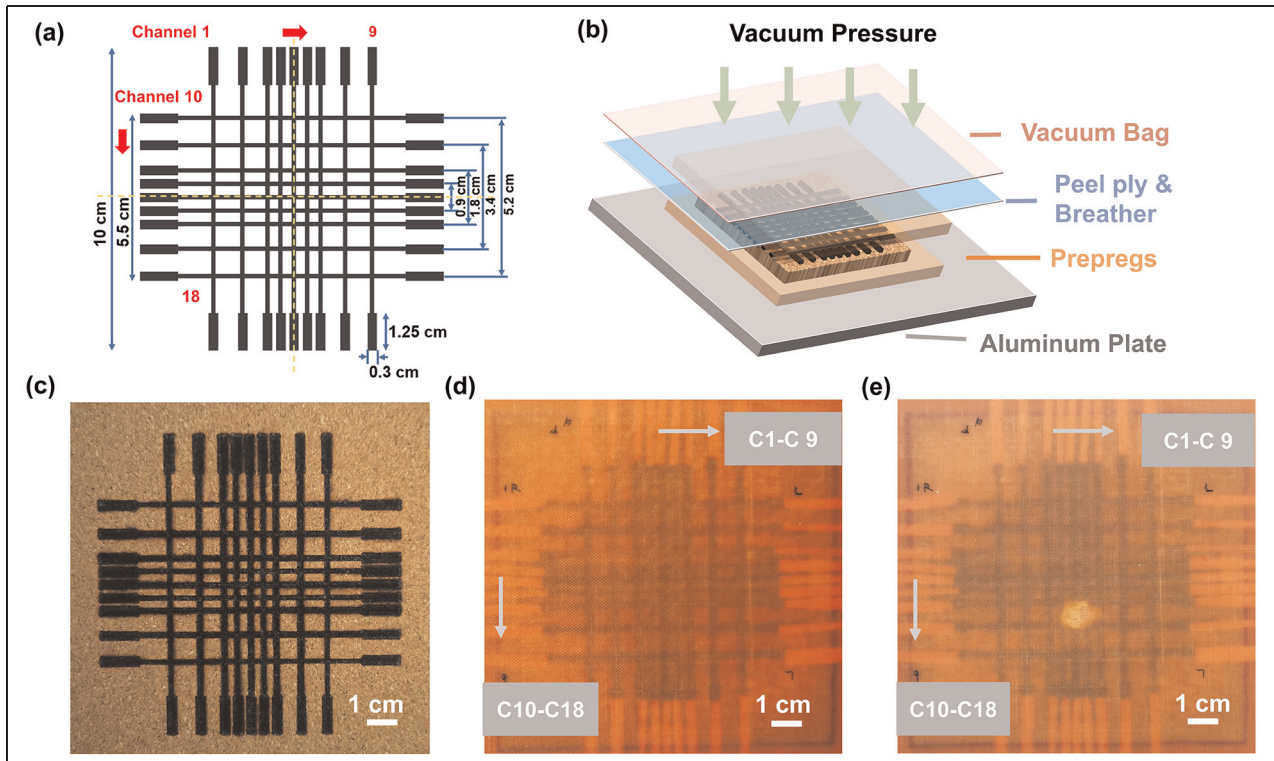 (a)
Channel 1
9
Channel 10
10 cm
5.5 cm
0.9 cm
1.8 cm
3.4 cm
5.2 cm
18
1.25 cm
0.3 cm
(b)
Vacuum Pressure
Vacuum Bag
Peel ply &
Breather
Prepregs
Aluminum Plate
(c)
1 cm
(d)
C1-C 9
1R
L
C10-C18
1 cm
(e)
C1-C 9
1R
L
C10-C18
1 cm